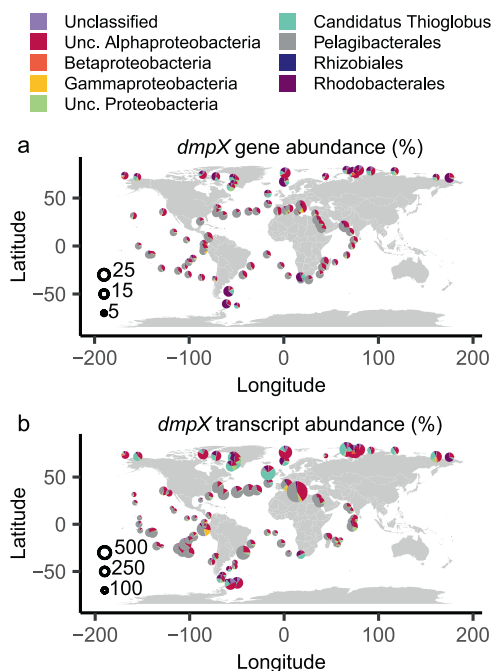 Unclassified
Unc. Alphaproteobacteria
Betaproteobacteria
Gammaproteobacteria
Unc. Proteobacteria
Candidatus Thioglobus
Pelagibacterales
Rhizobiales
Rhodobacterales
a
dmpX gene abundance (%)
50
0
−50
Latitude
25
15
5
−200 −100 0 100 200
Longitude
b
dmpX transcript abundance (%)
50
0
−50
Latitude
500
250
100
−200 −100 0 100 200
Longitude